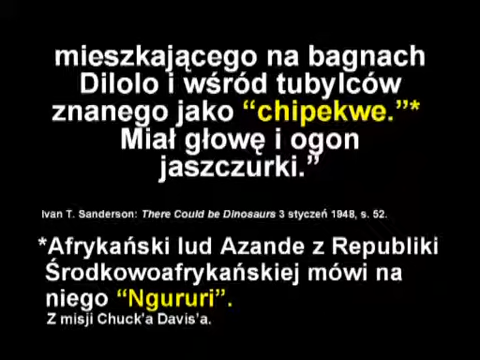 mieszkającego na bagnach
Dilolo i wśród tubylców
znanego jako “chipekwe.”*
Miał głowę i ogon
jaszczurki.”
Ivan T. Sanderson: There Could be Dinosaurs 3 styczeń 1948, s. 52.
*Afrykański lud Azande z Republiki
Środkowoafrykańskiej mówi na
niego “Ngururi”.
Z misji Chuck'a Davis'a.